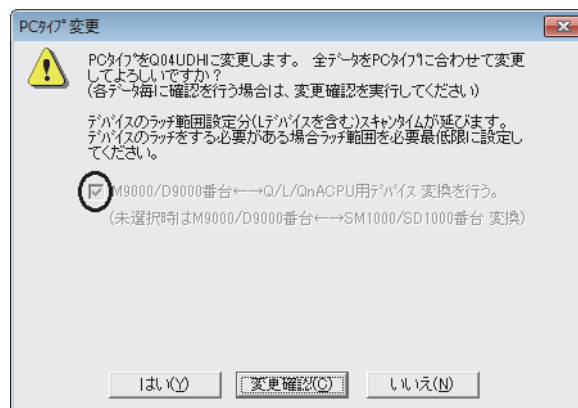 PCﾀｲﾌﾟ変更
PCﾀｲﾌﾟをQ04UDHに変更します。 全ﾃﾞｰﾀをPCﾀｲﾌﾟに合わせて変更
してよろしいですか？
(各ﾃﾞｰﾀ毎に確認を行う場合は、変更確認を実行してください)
ﾃﾞﾊﾞｲｽのﾗｯﾁ範囲設定分(Lﾃﾞﾊﾞｲｽを含む)ｽｷｬﾝﾀｲﾑが延びます。
ﾃﾞﾊﾞｲｽのﾗｯﾁをする必要がある場合ﾗｯﾁ範囲を必要最低限に設定し
てください。
M9000/D9000番台←→Q/L/QnACPU用ﾃﾞﾊﾞｲｽ 変換を行う。
(未選択時はM9000/D9000番台←→SM1000/SD1000番台 変換)
はい(Y) 変更確認(C) いいえ(N)